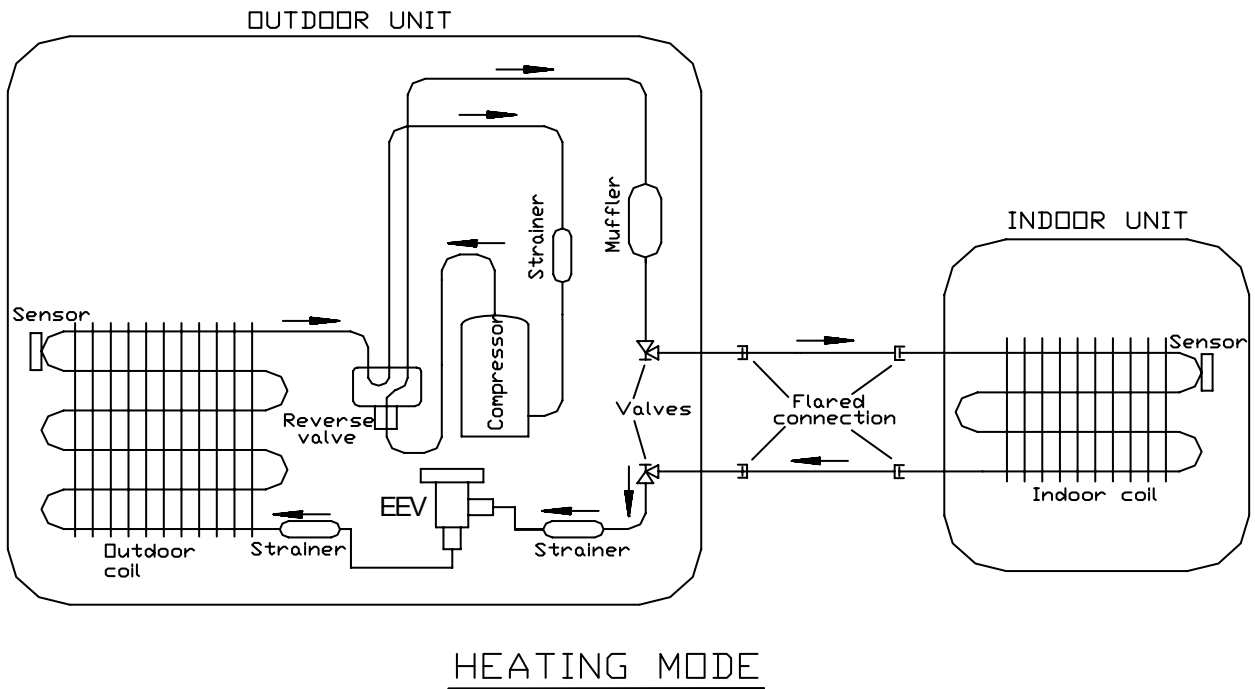 OUTDOOR UNIT
Strainer
Muffler
INDOOR UNIT
Sensor
Compressor
Sensor
Reverse
valve
Valves
Flared
connection
EEV
Indoor coil
Outdoor
coil
Strainer
Strainer
HEATING MODE